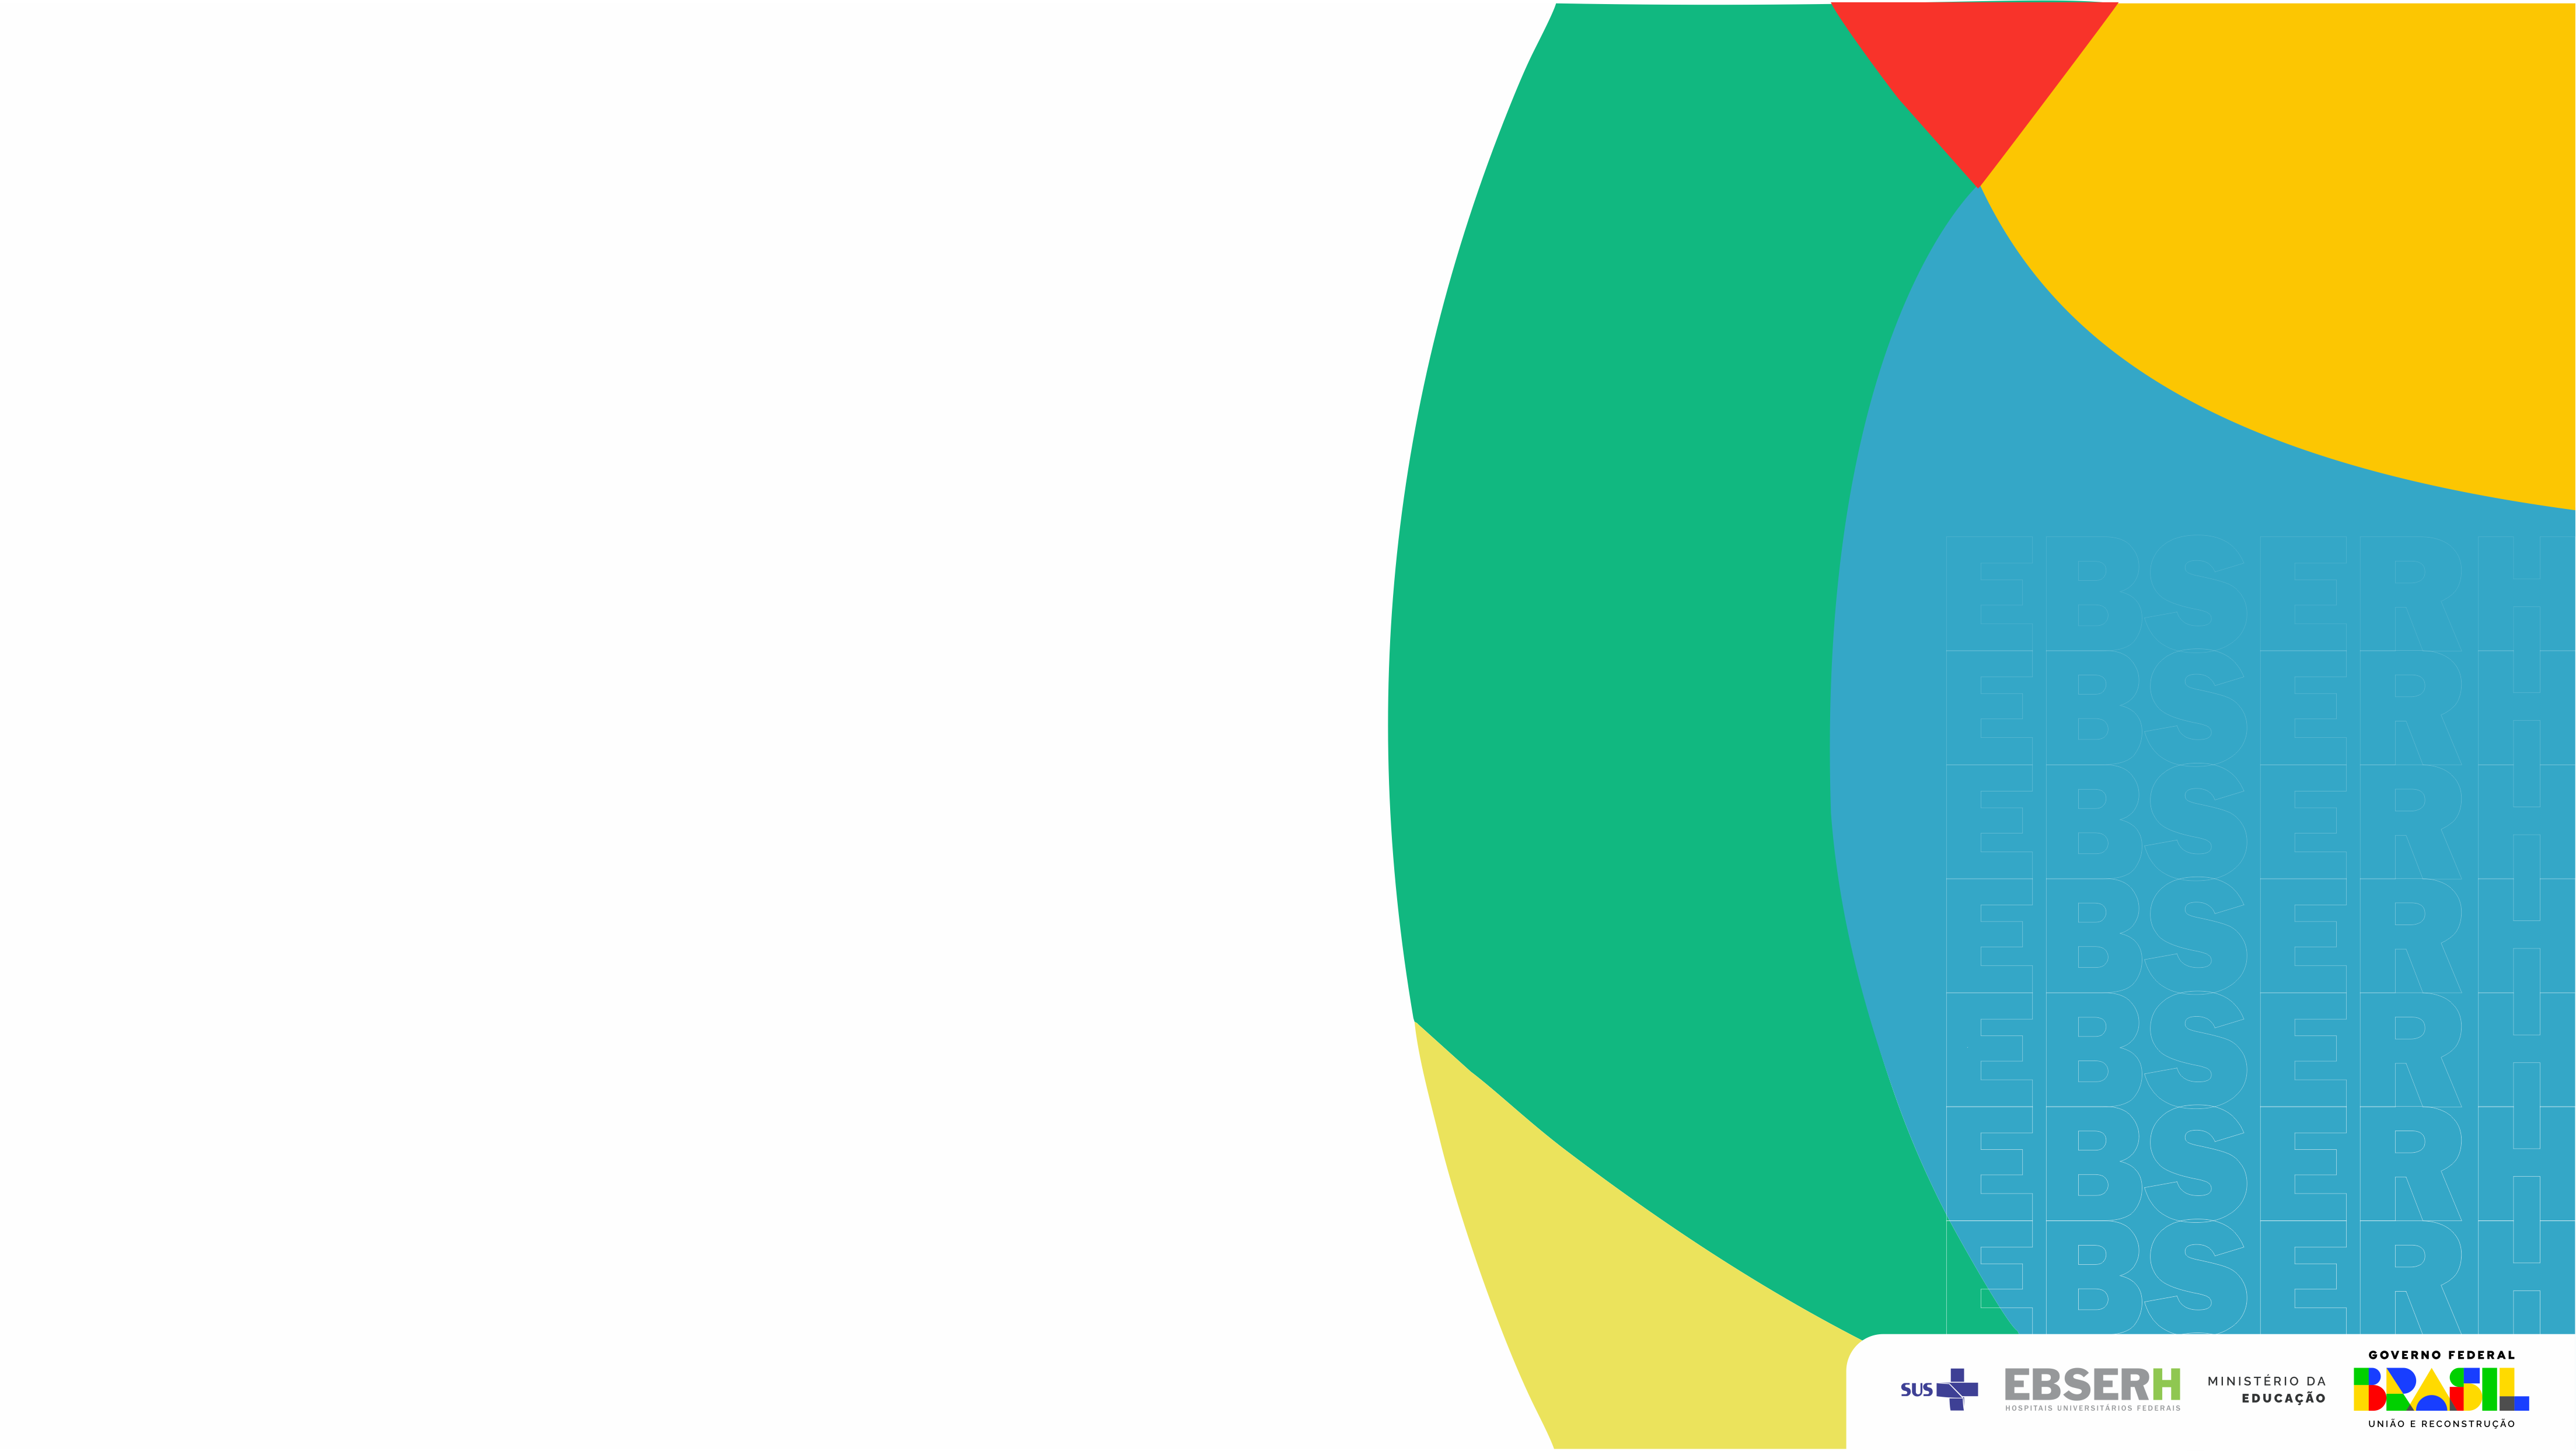 EBSERH
EBSERH
EBSERH
EBSERH
EBSERH
EBSERH
EBSERH
SUS
EBSERH
HOSPITAIS UNIVERSITÁRIOS FEDERAIS
MINISTÉRIO DA
EDUCAÇÃO
GOVERNO FEDERAL
BRASIL
UNIÃO E RECONSTRUÇÃO